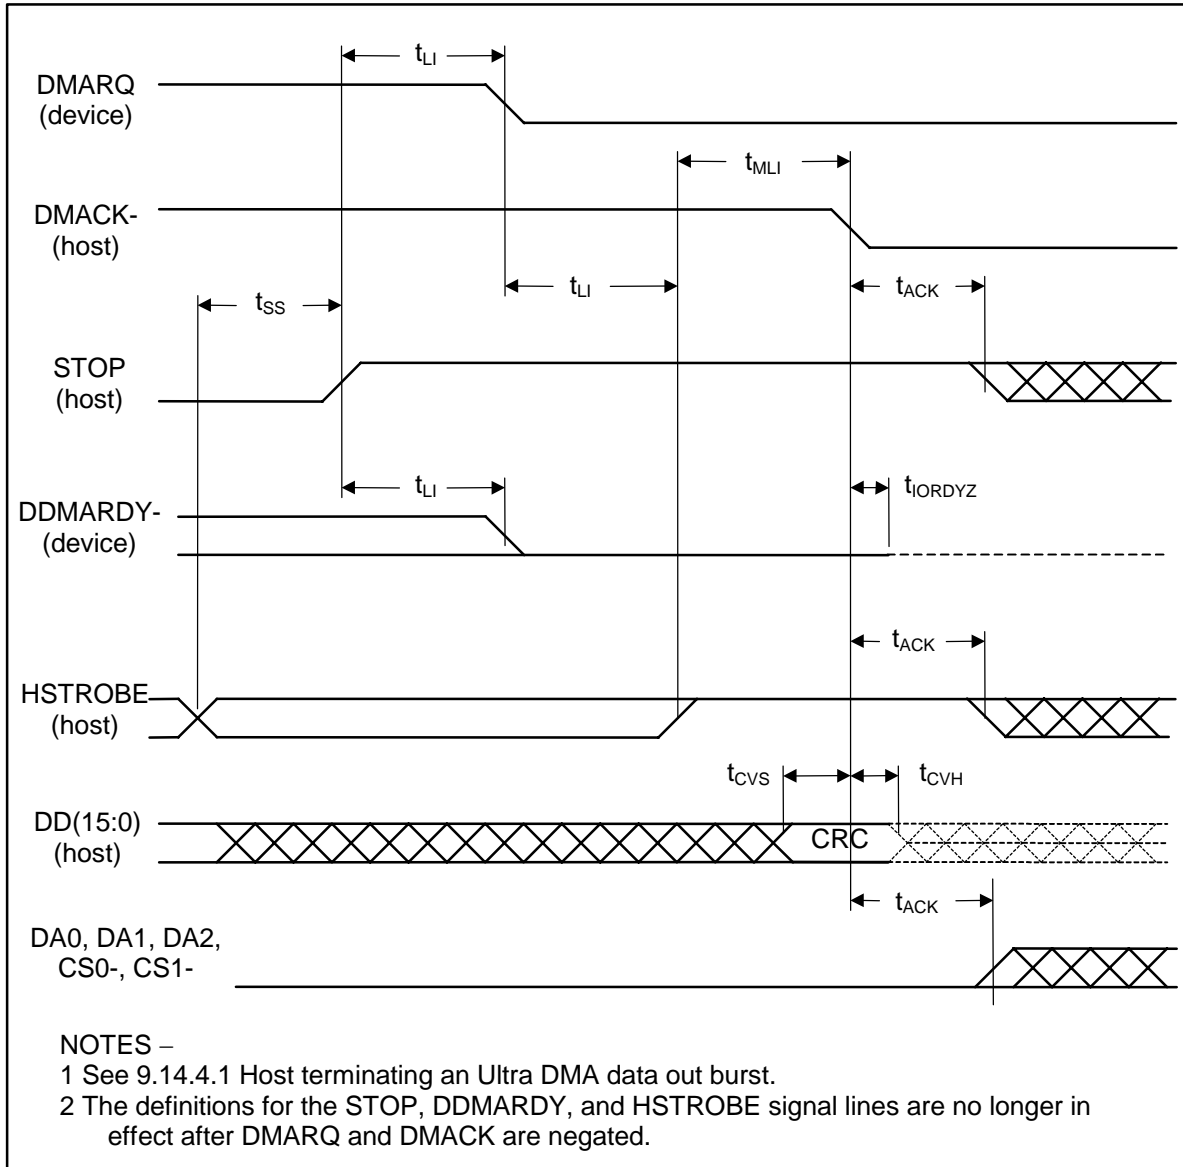 tLI
DMARQ
(device)
tMLI
DMACK-
(host)
tSS
tLI
tACK
STOP
(host)
tLI
tIORDYZ
DDMARDY-
(device)
tACK
HSTROBE
(host)
tCVS
tCVH
DD(15:0)
(host)
CRC
tACK
DA0, DA1, DA2,
CS0-, CS1-
NOTES –
1 See 9.14.4.1 Host terminating an Ultra DMA data out burst.
2 The definitions for the STOP, DDMARDY, and HSTROBE signal lines are no longer in
effect after DMARQ and DMACK are negated.